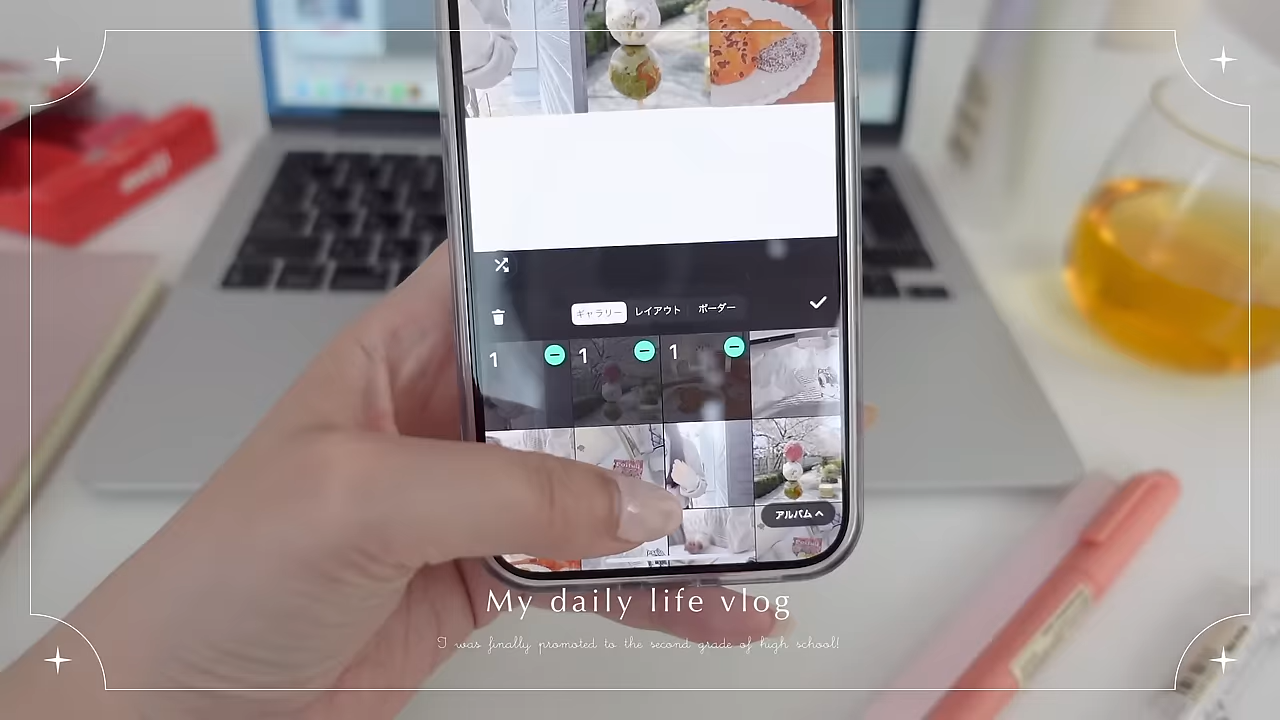 ギャラリー レイアウト ボーダー
1 1 1
アルバム
My daily life vlog
I was finally promoted to the second grade of high school!